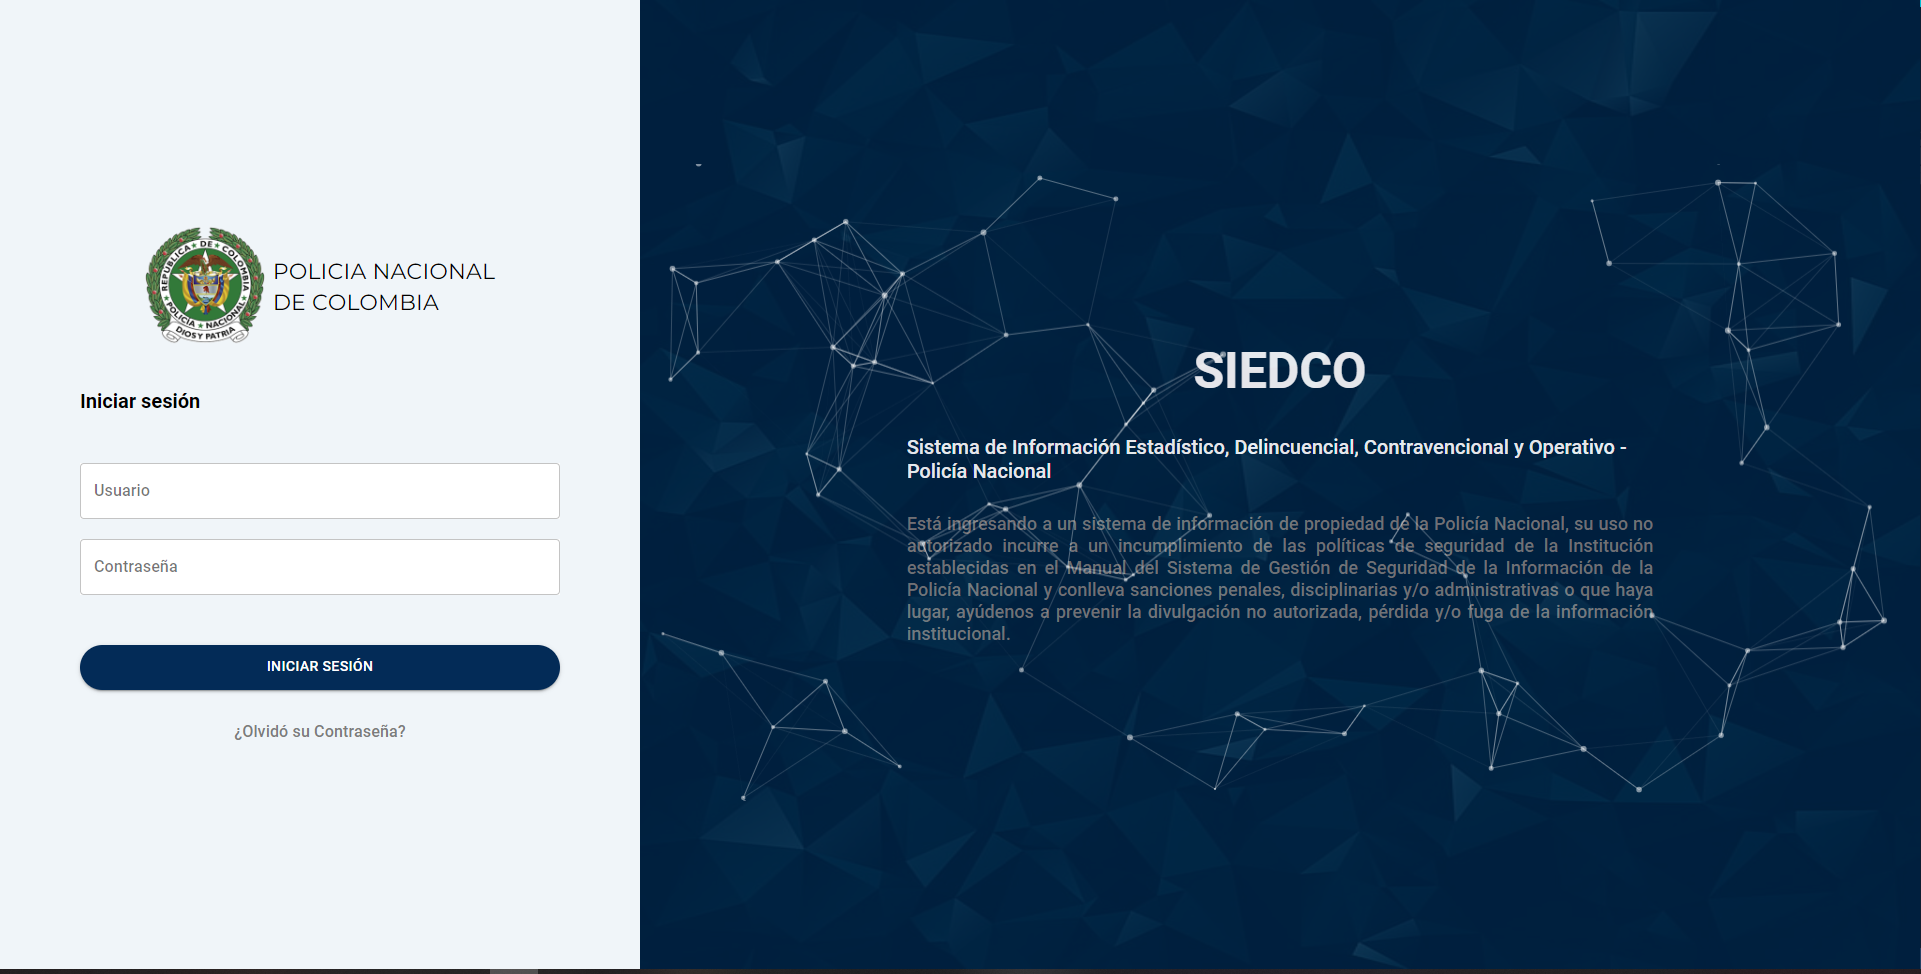 REPUBLICA DE COLOMBIA
POLICIA NACIONAL
DIOS Y PATRIA
POLICIA NACIONAL
DE COLOMBIA
Iniciar sesión
Usuario
Contraseña
INICIAR SESIÓN
¿Olvidó su Contraseña?
SIEDCO
Sistema de Información Estadístico, Delincuencial, Contravencional y Operativo -
Policía Nacional
Está ingresando a un sistema de información de propiedad de la Policía Nacional, su uso no
autorizado incurre a un incumplimiento de las políticas de seguridad de la Institución
establecidas en el Manual del Sistema de Gestión de Seguridad de la Información de la
Policía Nacional y conlleva sanciones penales, disciplinarias y/o administrativas o que haya
lugar, ayúdenos a prevenir la divulgación no autorizada, pérdida y/o fuga de la información
institucional.